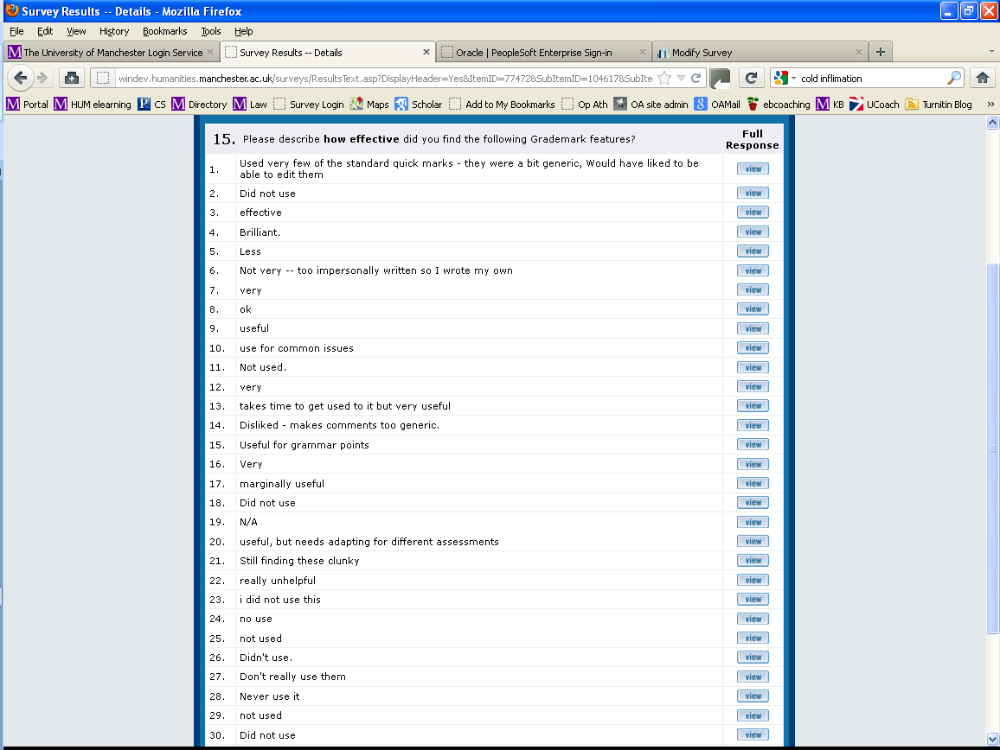 Survey Results -- Details - Mozilla Firefox
File Edit View History Bookmarks Tools Help
The University of Manchester Login Service
Survey Results -- Details
Oracle | PeopleSoft Enterprise Sign-in
Modify Survey
windev.humanities.manchester.ac.uk/surveys/ResultsText.asp?DisplayHeader=Yes&ItemID=77472&SubItemID=104617&SubIte
cold inflimation
Portal HUM elearning CS Directory Law Survey Login Maps Scholar Add to My Bookmarks Op Ath OA site admin OAMail ebcoaching KB UCoach Turnitin Blog »
15. Please describe how effective did you find the following Grademark features?
Full
Response
1. Used very few of the standard quick marks - they were a bit generic, Would have liked to be
able to edit them
view
2. Did not use view
3. effective view
4. Brilliant. view
5. Less view
6. Not very -- too impersonally written so I wrote my own view
7. very view
8. ok view
9. useful view
10. use for common issues view
11. Not used. view
12. very view
13. takes time to get used to it but very useful view
14. Disliked - makes comments too generic. view
15. Useful for grammar points view
16. Very view
17. marginally useful view
18. Did not use view
19. N/A view
20. useful, but needs adapting for different assessments view
21. Still finding these clunky view
22. really unhelpful view
23. i did not use this view
24. no use view
25. not used view
26. Didn't use. view
27. Don't really use them view
28. Never use it view
29. not used view
30. Did not use view